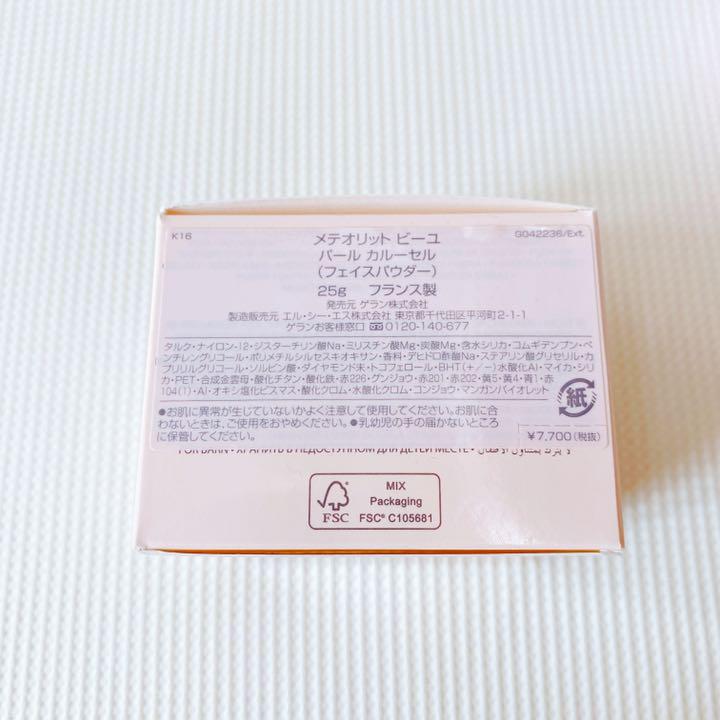 K16
G042236/Ext.
メテオリット ビーユ
パール カルーセル
(フェイスパウダー)
25g フランス製
発売元 ゲラン株式会社
製造販売元 エル・シー・エス株式会社 東京都千代田区平河町2-1-1
ゲランお客様窓口 0120-140-677
タルク・ナイロン-12・ジステアリン酸Na・ミリスチン酸Mg・炭酸Mg・含水シリカ・コムギデンプン・ペ
ンチレングリコール・ポリメチルシルセスキオキサン・香料・デヒドロ酢酸Na・ステアリン酸グリセリル・カ
プリリルグリコール・ソルビン酸・ダイヤモンド末・トコフェロール・BHT(+/-)水酸化Al・マイカ・シリ
カ・PET・合成金雲母・酸化チタン・酸化鉄・赤226・グンジョウ・赤201・赤202・黄5・黄4・青1・赤
104(1)・Al・オキシ塩化ビスマス・酸化クロム・水酸化クロム・コンジョウ・マンガンバイオレット
●お肌に異常が生じていないかよく注意して使用してください。お肌に合
わないときは、ご使用をおやめください。●乳幼児の手の届かないところ
に保管してください。
紙
¥7,700(税抜)
FÖR BARN • ХРАНИТЬ В НЕДОСТУПНОМ ДЛЯ ДЕТЕЙ МЕСТЕ •
FSC
MIX
Packaging
FSC® C105681